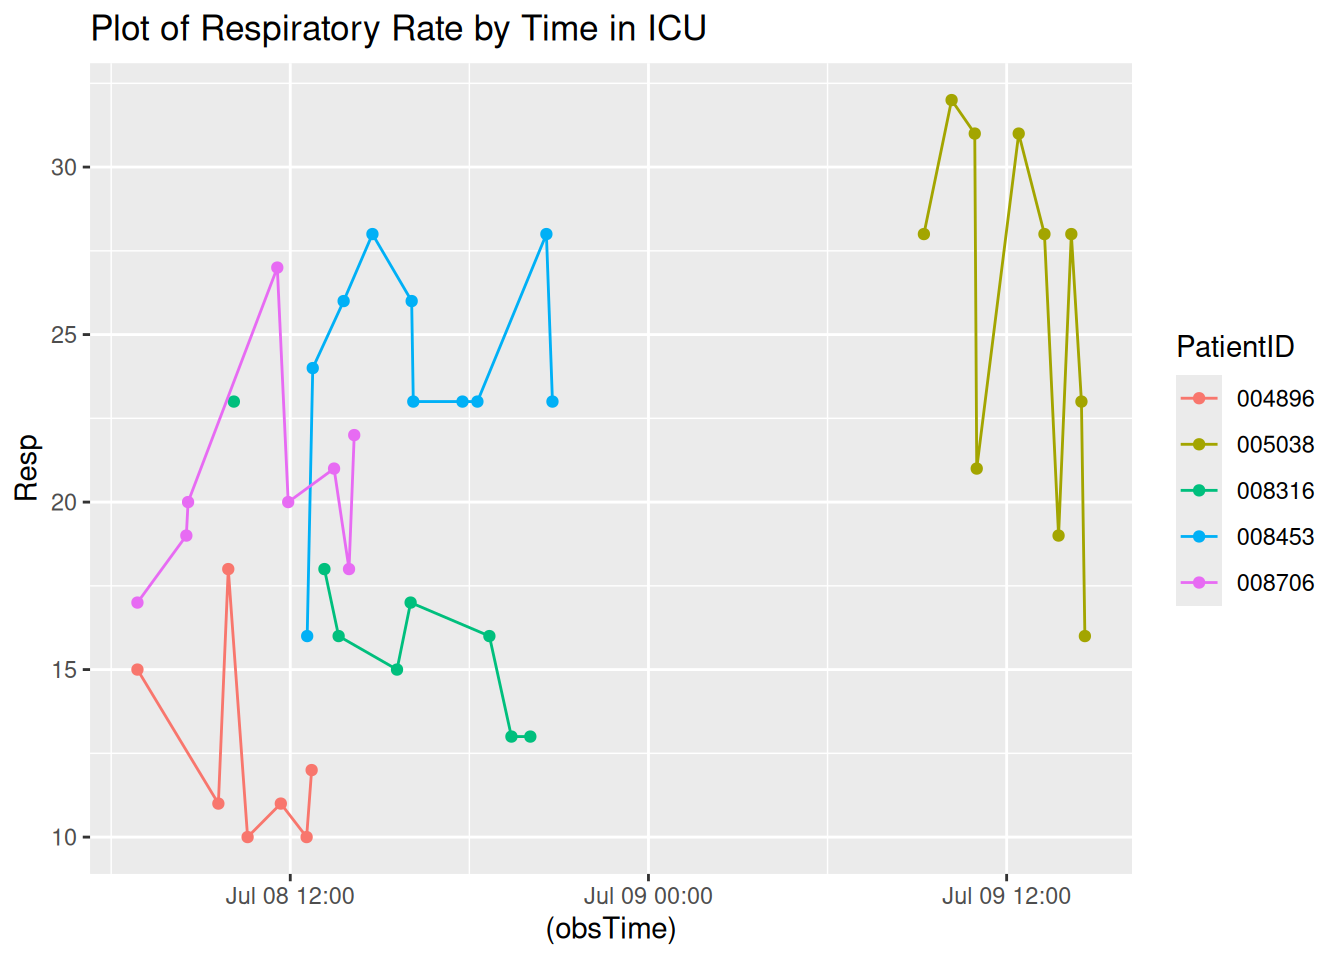 Plot of Respiratory Rate by Time in ICU
30
25
20
15
10
Resp
Jul 08 12:00
Jul 09 00:00
Jul 09 12:00
(obsTime)
PatientID
004896
005038
008316
008453
008706